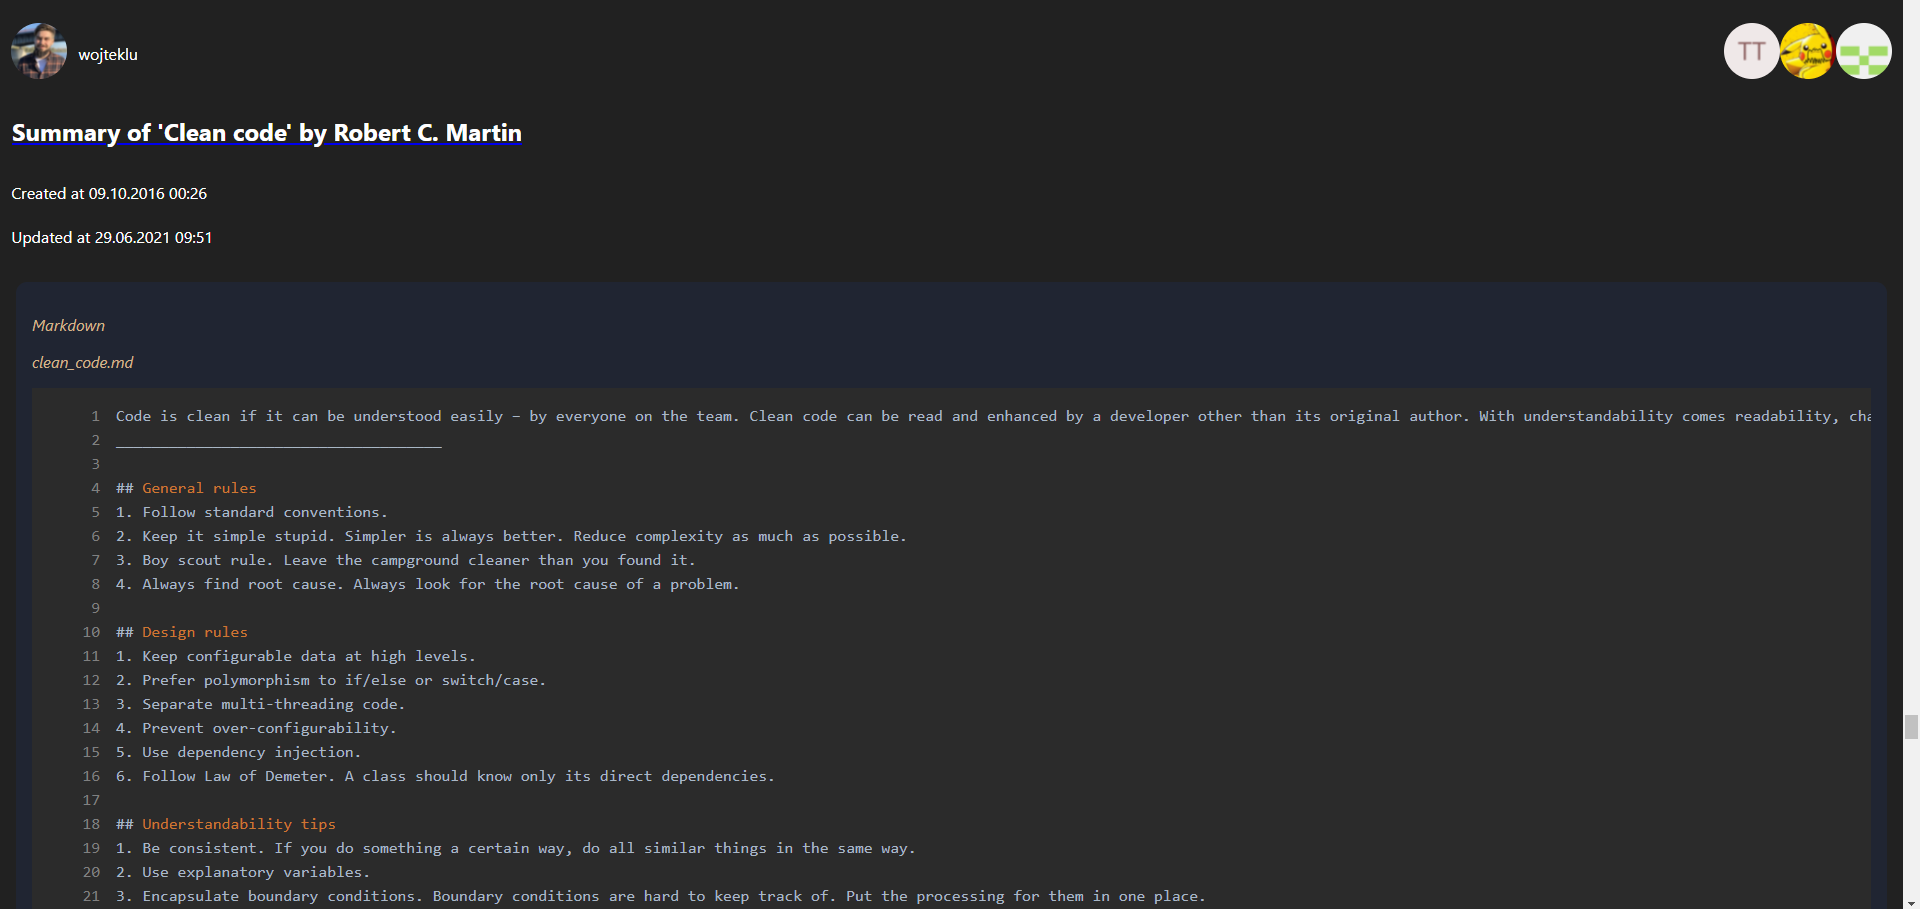 wojteklu
TT
Summary of 'Clean code' by Robert C. Martin
Created at 09.10.2016 00:26
Updated at 29.06.2021 09:51
Markdown
clean_code.md
1 Code is clean if it can be understood easily – by everyone on the team. Clean code can be read and enhanced by a developer other than its original author. With understandability comes readability, cha
2 _____________________________________
3
4 ## General rules
5 1. Follow standard conventions.
6 2. Keep it simple stupid. Simpler is always better. Reduce complexity as much as possible.
7 3. Boy scout rule. Leave the campground cleaner than you found it.
8 4. Always find root cause. Always look for the root cause of a problem.
9
10 ## Design rules
11 1. Keep configurable data at high levels.
12 2. Prefer polymorphism to if/else or switch/case.
13 3. Separate multi-threading code.
14 4. Prevent over-configurability.
15 5. Use dependency injection.
16 6. Follow Law of Demeter. A class should know only its direct dependencies.
17
18 ## Understandability tips
19 1. Be consistent. If you do something a certain way, do all similar things in the same way.
20 2. Use explanatory variables.
21 3. Encapsulate boundary conditions. Boundary conditions are hard to keep track of. Put the processing for them in one place.